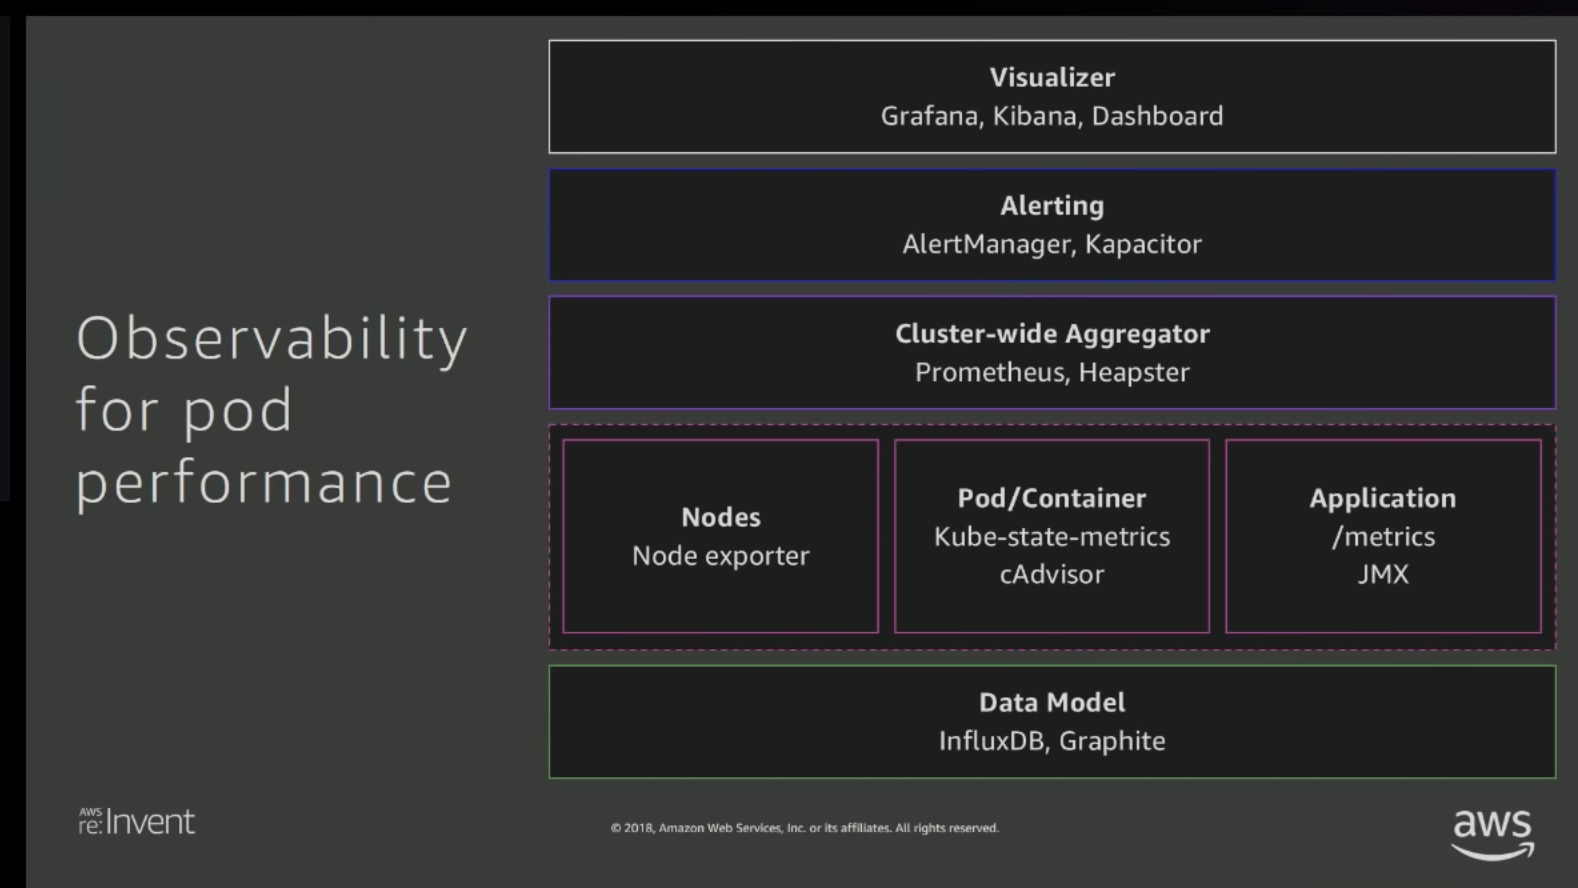 Observability
for pod
performance
Visualizer
Grafana, Kibana, Dashboard
Alerting
AlertManager, Kapacitor
Cluster-wide Aggregator
Prometheus, Heapster
Nodes
Node exporter
Pod/Container
Kube-state-metrics
cAdvisor
Application
/metrics
JMX
Data Model
InfluxDB, Graphite
AWS
re:Invent
© 2018, Amazon Web Services, Inc. or its affiliates. All rights reserved.
aws